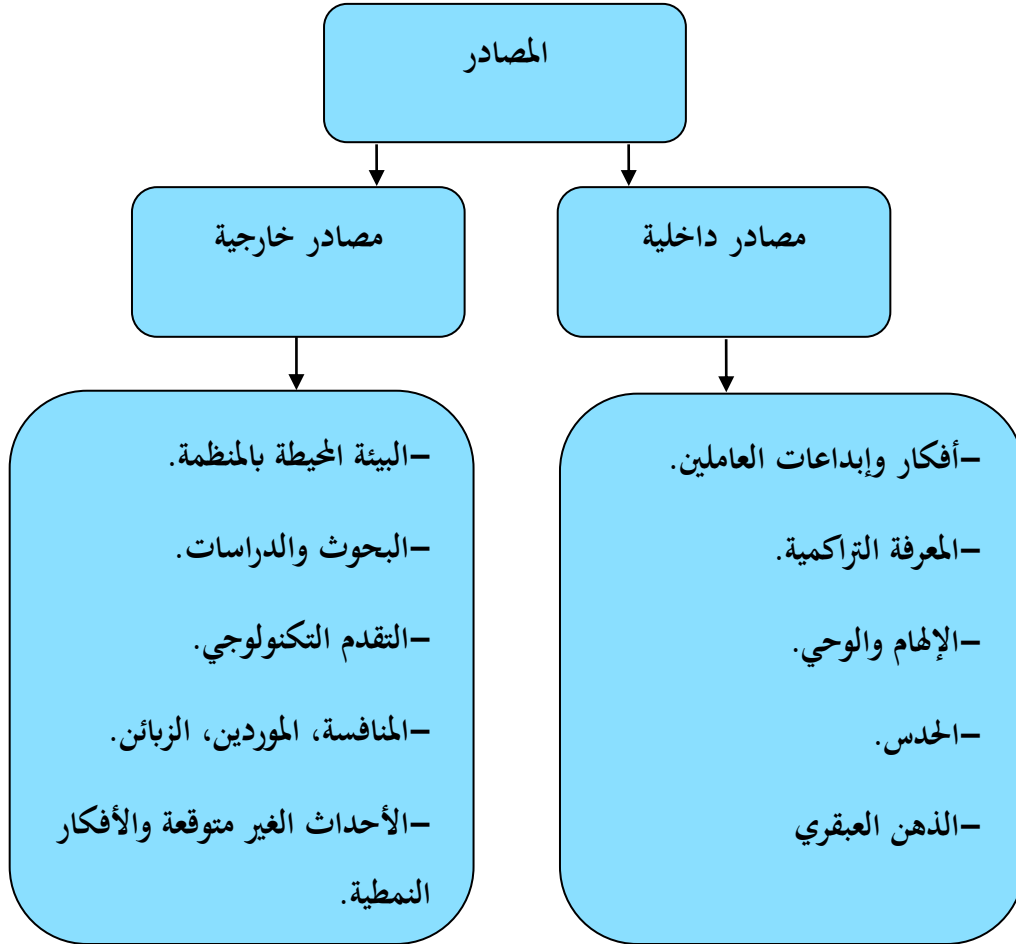 المصادر
مصادر داخلية
مصادر خارجية
–أفكار وإبداعات العاملين.
–المعرفة التراكمية.
–الإلهام والوحي.
–الحدس.
–الذهن العبقري
–البيئة المحيطة بالمنظمة.
–البحوث والدراسات.
–التقدم التكنولوجي.
–المنافسة، الموردين، الزبائن.
–الأحداث الغير متوقعة والأفكار
النمطية.